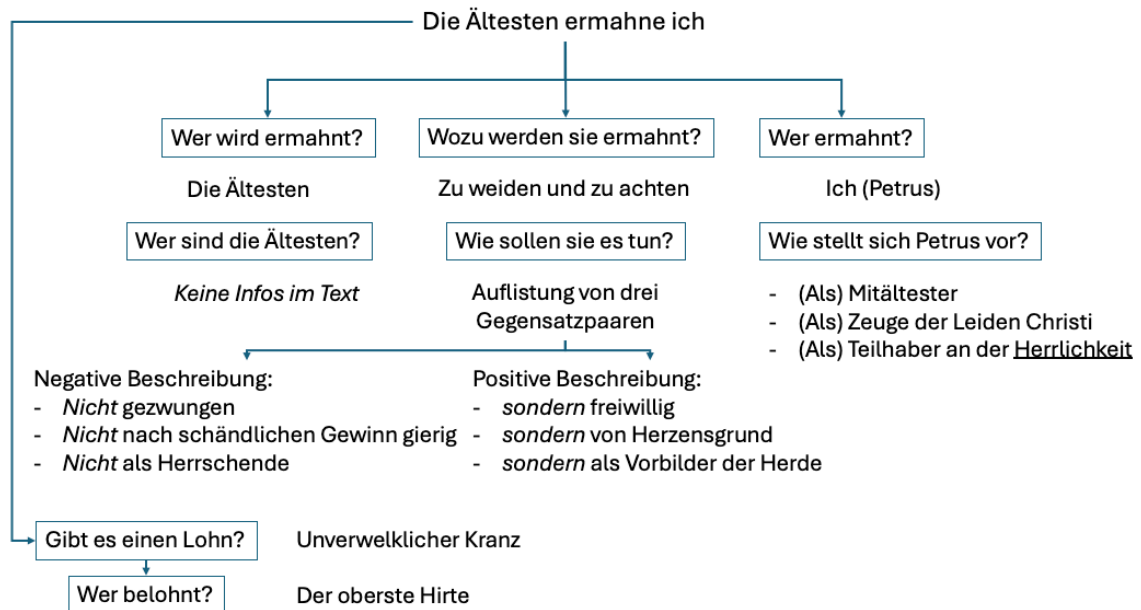 Die Ältesten ermahne ich
Wer wird ermahnt?
Wozu werden sie ermahnt?
Wer ermahnt?
Die Ältesten
Zu weiden und zu achten
Ich (Petrus)
Wer sind die Ältesten?
Wie sollen sie es tun?
Wie stellt sich Petrus vor?
Keine Infos im Text
Auflistung von drei
Gegensatzpaaren
- (Als) Mitältester
- (Als) Zeuge der Leiden Christi
- (Als) Teilhaber an der Herrlichkeit
Negative Beschreibung:
- Nicht gezwungen
- Nicht nach schändlichen Gewinn gierig
- Nicht als Herrschende
Positive Beschreibung:
- sondern freiwillig
- sondern von Herzensgrund
- sondern als Vorbilder der Herde
Gibt es einen Lohn?
Unverwelklicher Kranz
Wer belohnt?
Der oberste Hirte